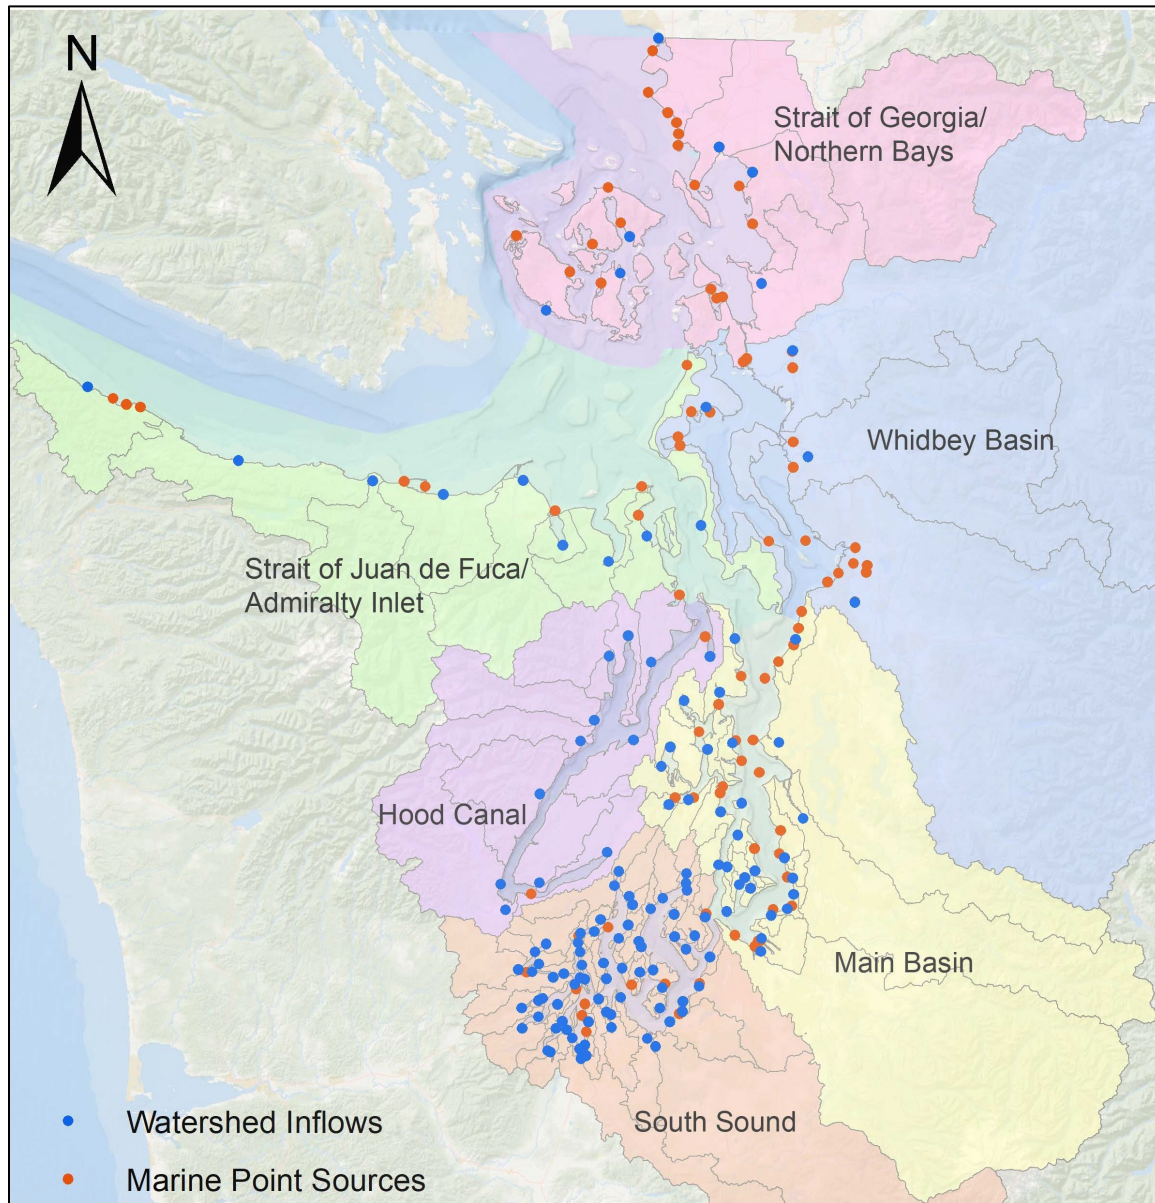 N
Strait of Georgia/
Northern Bays
Whidbey Basin
Strait of Juan de Fuca/
Admiralty Inlet
Hood Canal
Main Basin
South Sound
Watershed Inflows
Marine Point Sources